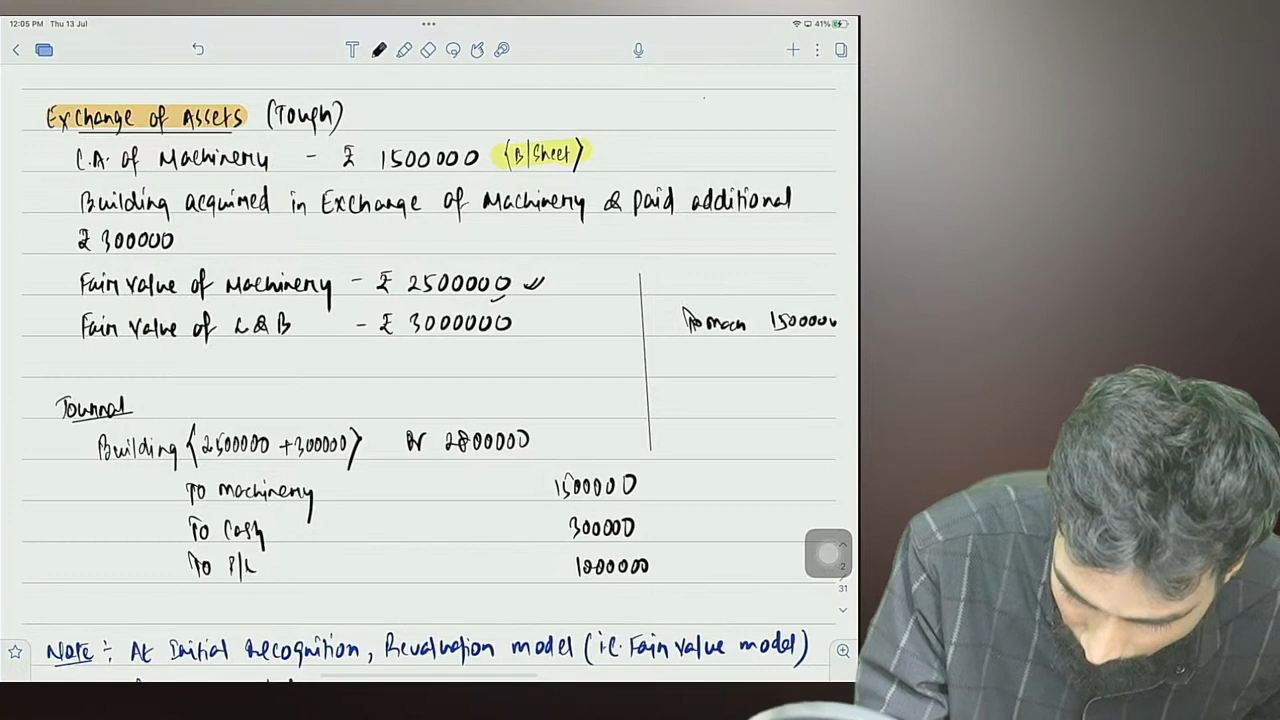 12:05 PM Thu 13 Jul
41%
Exchange of Assets (Tough)
C.A. of Machinery - ₹ 1500000 {B/Sheet}
Building acquired in Exchange of Machinery & paid additional
₹ 300000
Fair value of Machinery - ₹ 2500000
Fair value of L&B - ₹ 3000000
To Mach 1500000
Journal
Building {2500000 + 300000} Dr 2800000
To Machinery 1500000
To Cash 300000
To P/L 1000000
2
31
Note :- At Initial recognition, Revaluation model (i.e. Fair value model)